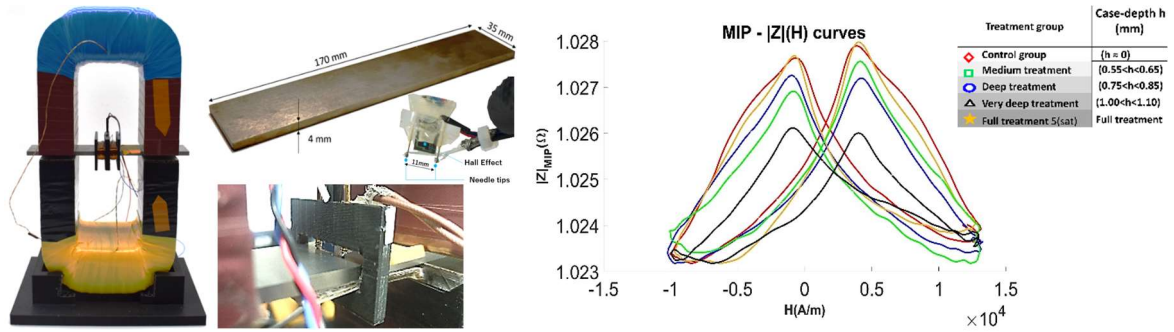 170 mm
35 mm
4 mm
Hall Effect
11mm
Needle tips
MIP - |Z|(H) curves
1.028
1.027
1.026
1.025
1.024
1.023
|Z|MIP(Ω)
-1.5
-1
-0.5
0
0.5
1
1.5
H(A/m)
× 10⁴
Treatment group
Case-depth h
(mm)
Control group
(h ≈ 0)
Medium treatment
(0.55<h<0.65)
Deep treatment
(0.75<h<0.85)
Very deep treatment
(1.00<h<1.10)
Full treatment 5(sat)
Full treatment